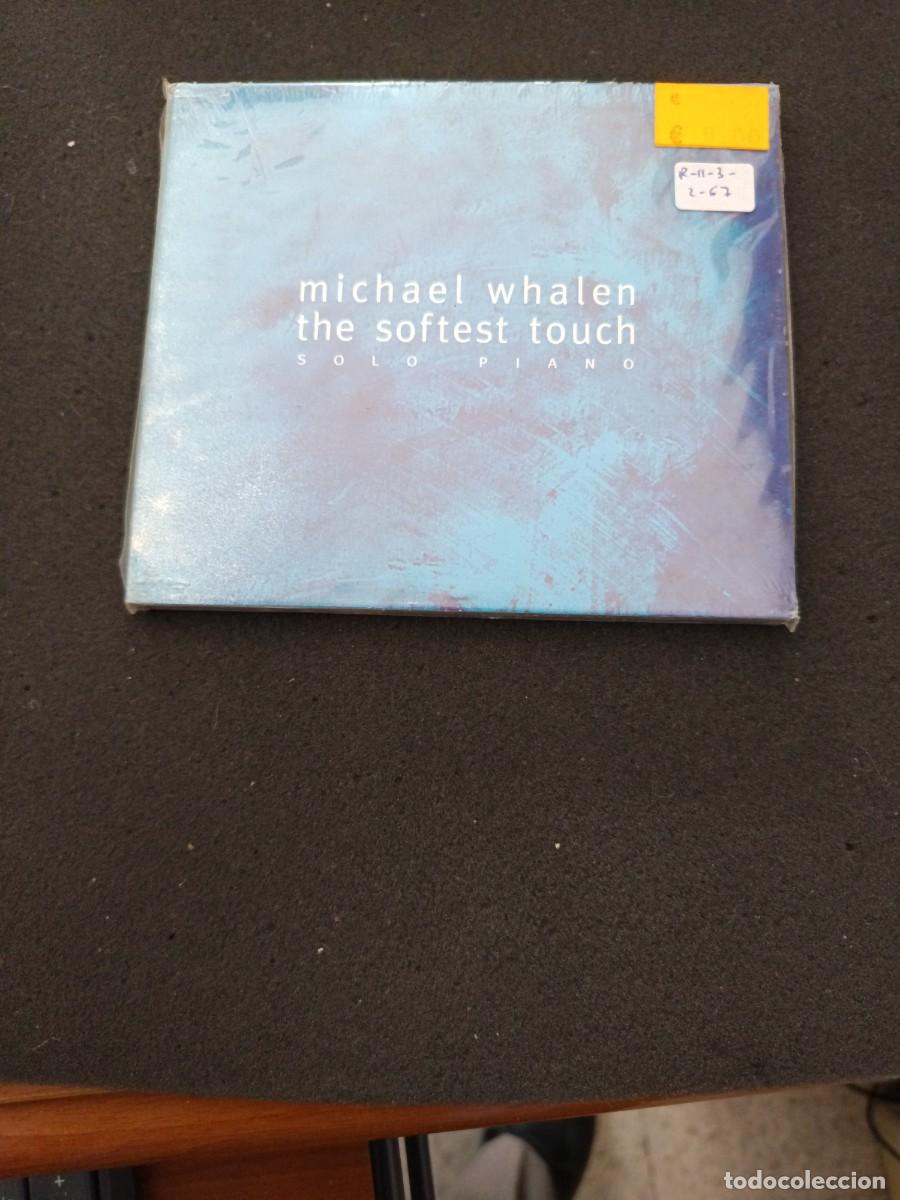 €
€
R-11-3-
2-67
michael whalen
the softest touch
SOLO PIANO
+
todocoleccion